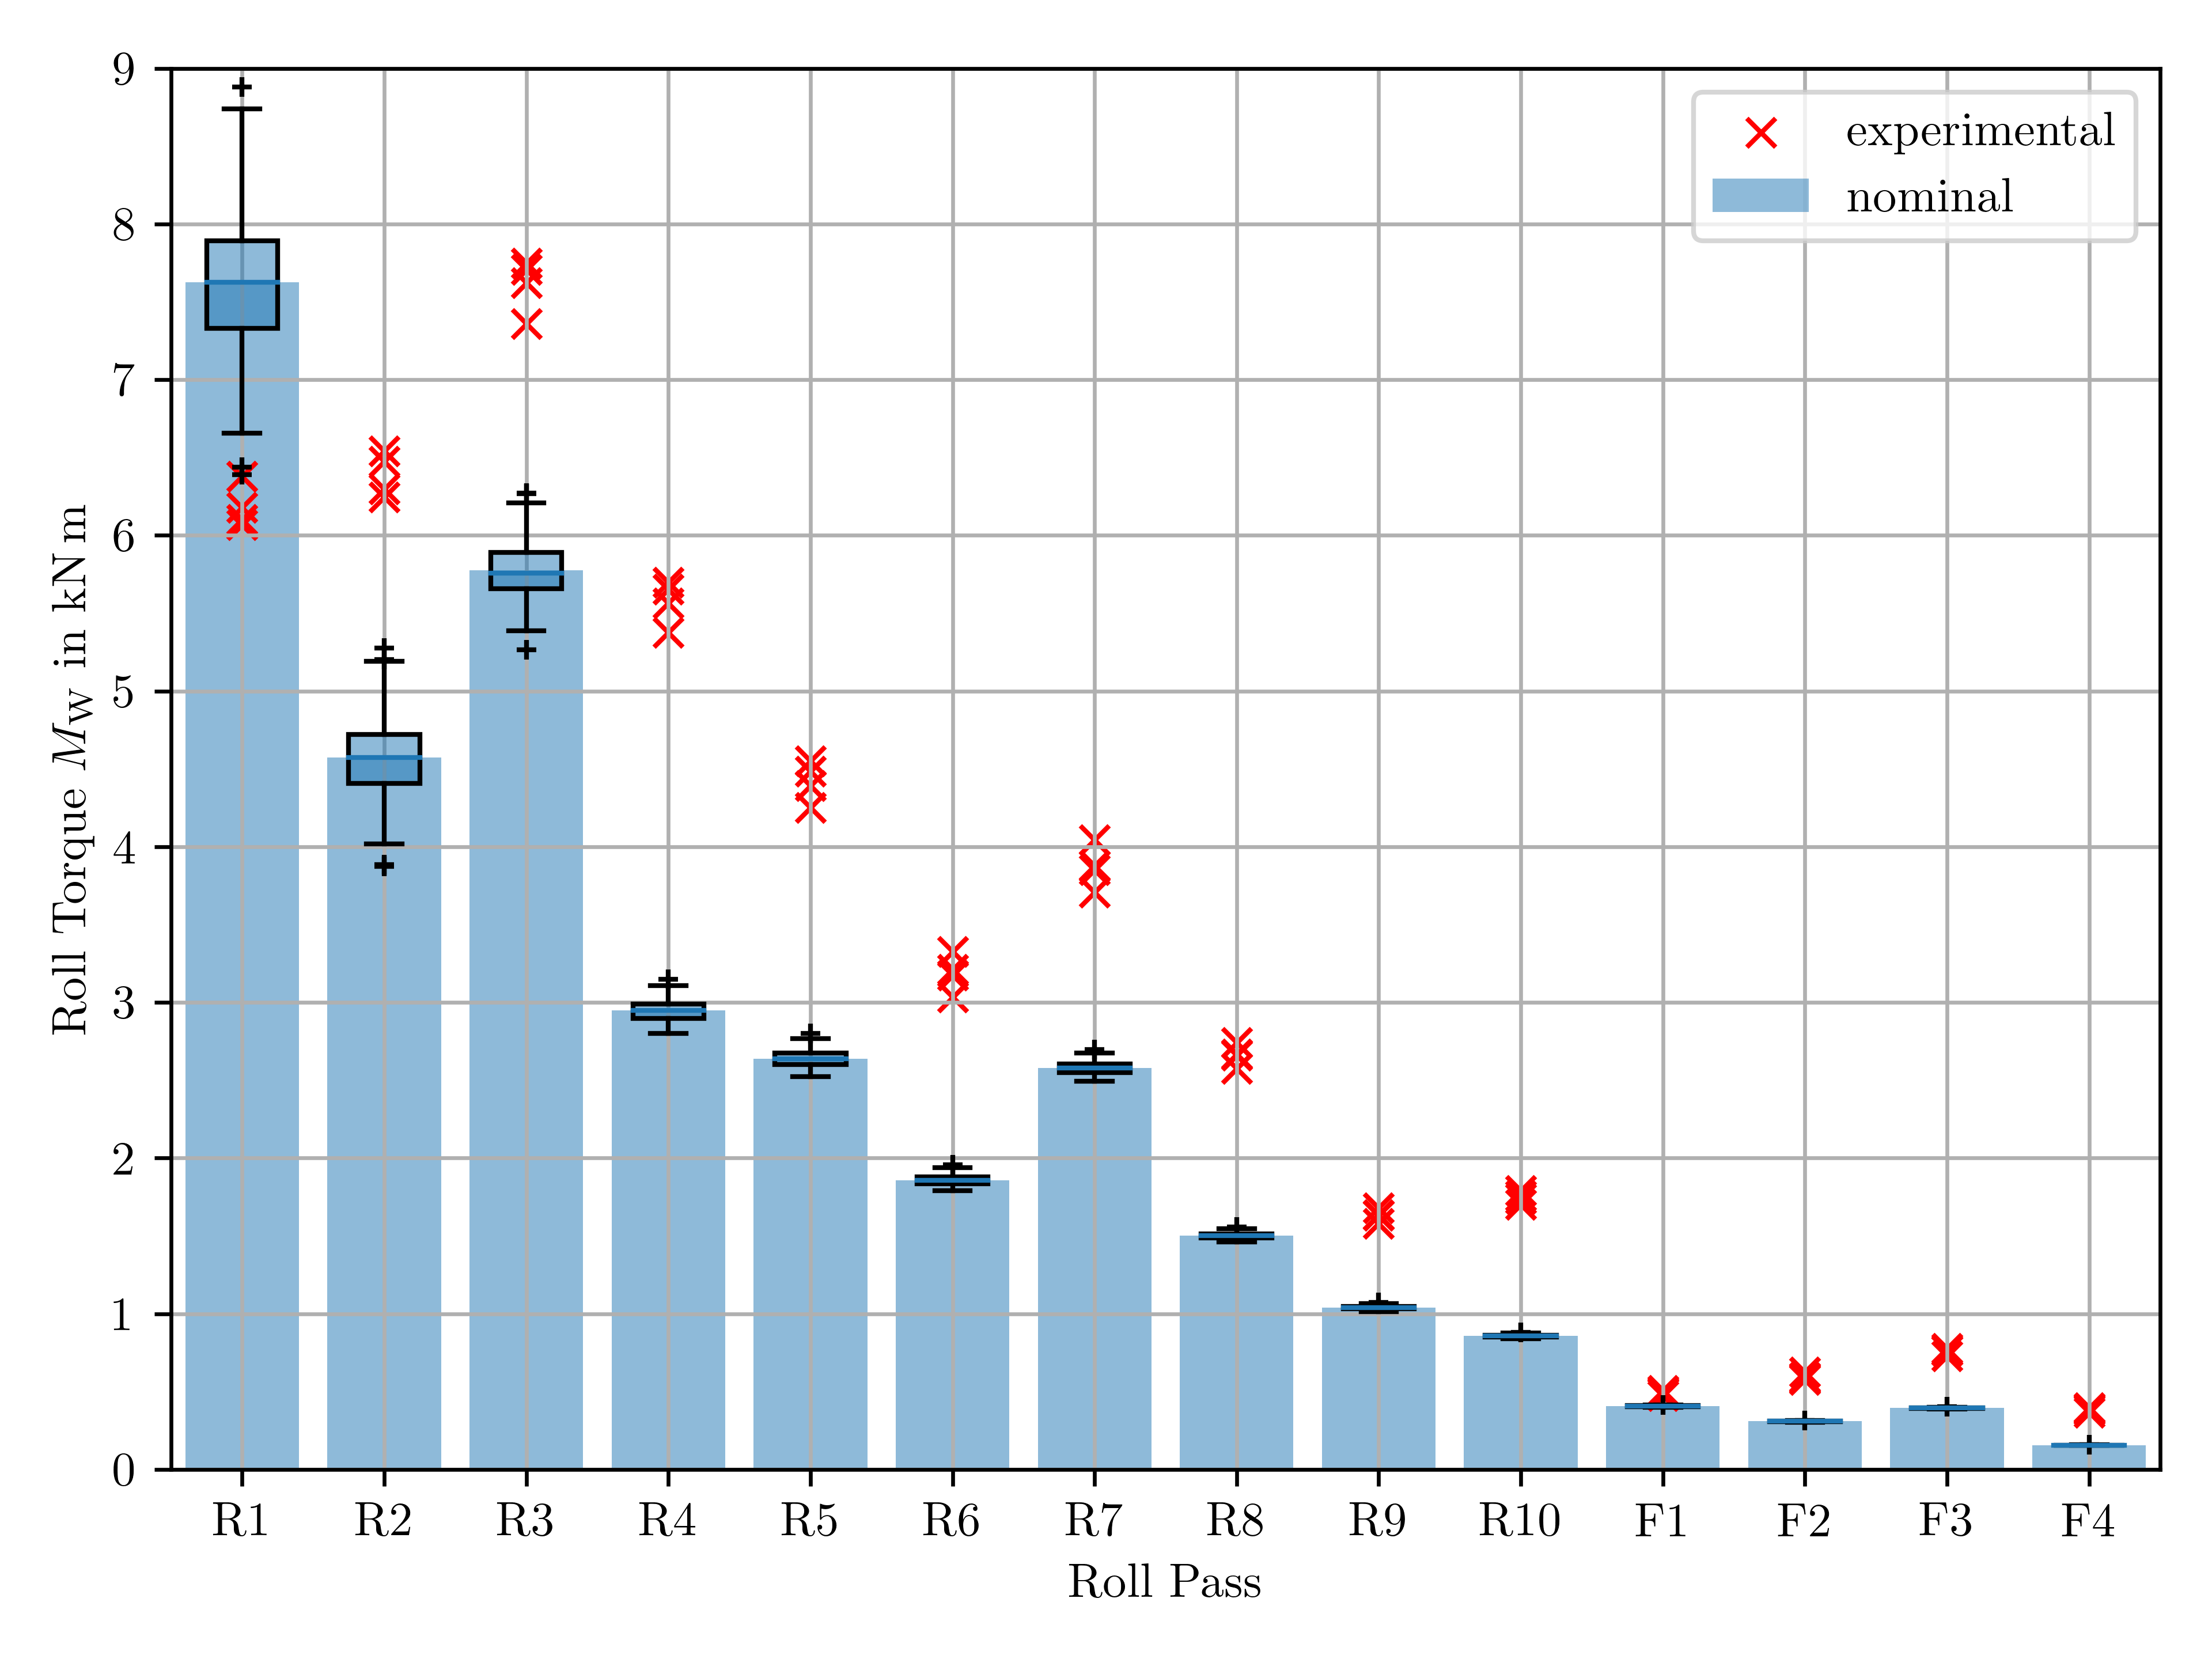 9
8
7
6
5
4
3
2
1
0
Roll Torque M_W in kN m
experimental
nominal
R1 R2 R3 R4 R5 R6 R7 R8 R9 R10 F1 F2 F3 F4
Roll Pass